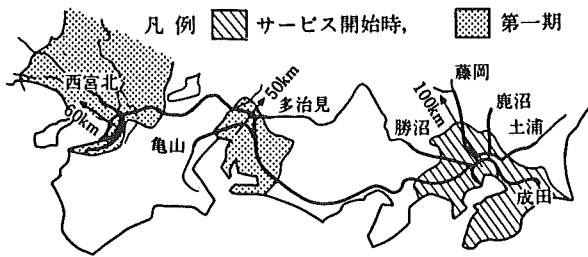 凡例 サービス開始時, 第一期
西宮北
60km
亀山
50km
多治見
100km
藤岡
鹿沼
勝沼
土浦
成田